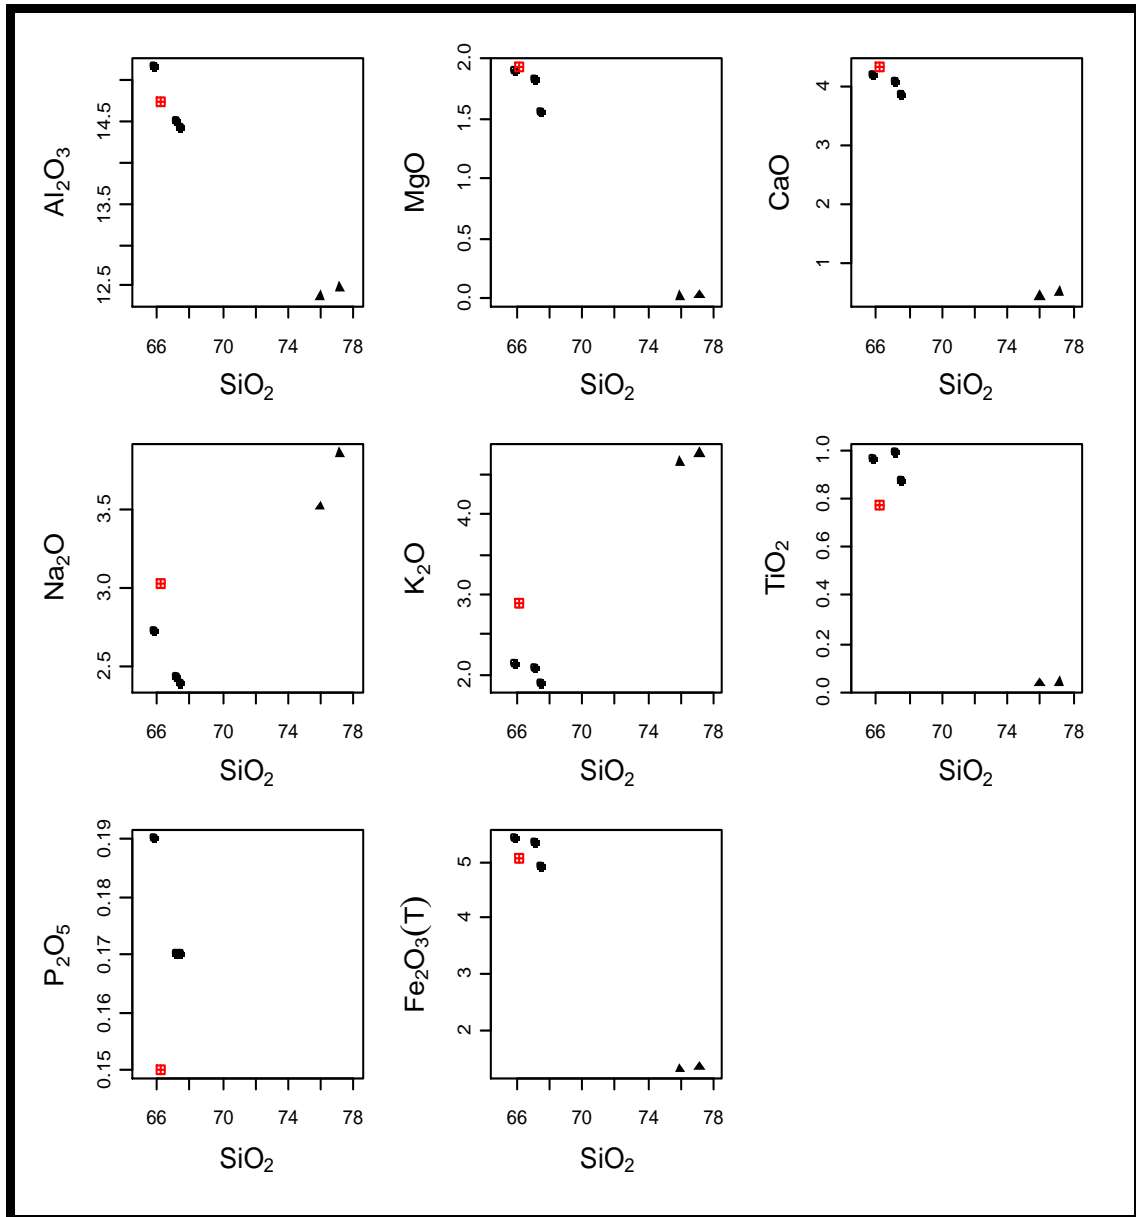 Al₂O₃
12.5 13.5 14.5
66 70 74 78
SiO₂
MgO
0.0 0.5 1.0 1.5 2.0
66 70 74 78
SiO₂
CaO
1 2 3 4
66 70 74 78
SiO₂
Na₂O
2.5 3.0 3.5
66 70 74 78
SiO₂
K₂O
2.0 3.0 4.0
66 70 74 78
SiO₂
TiO₂
0.0 0.2 0.4 0.6 0.8 1.0
66 70 74 78
SiO₂
P₂O₅
0.15 0.16 0.17 0.18 0.19
66 70 74 78
SiO₂
Fe₂O₃(T)
2 3 4 5
66 70 74 78
SiO₂